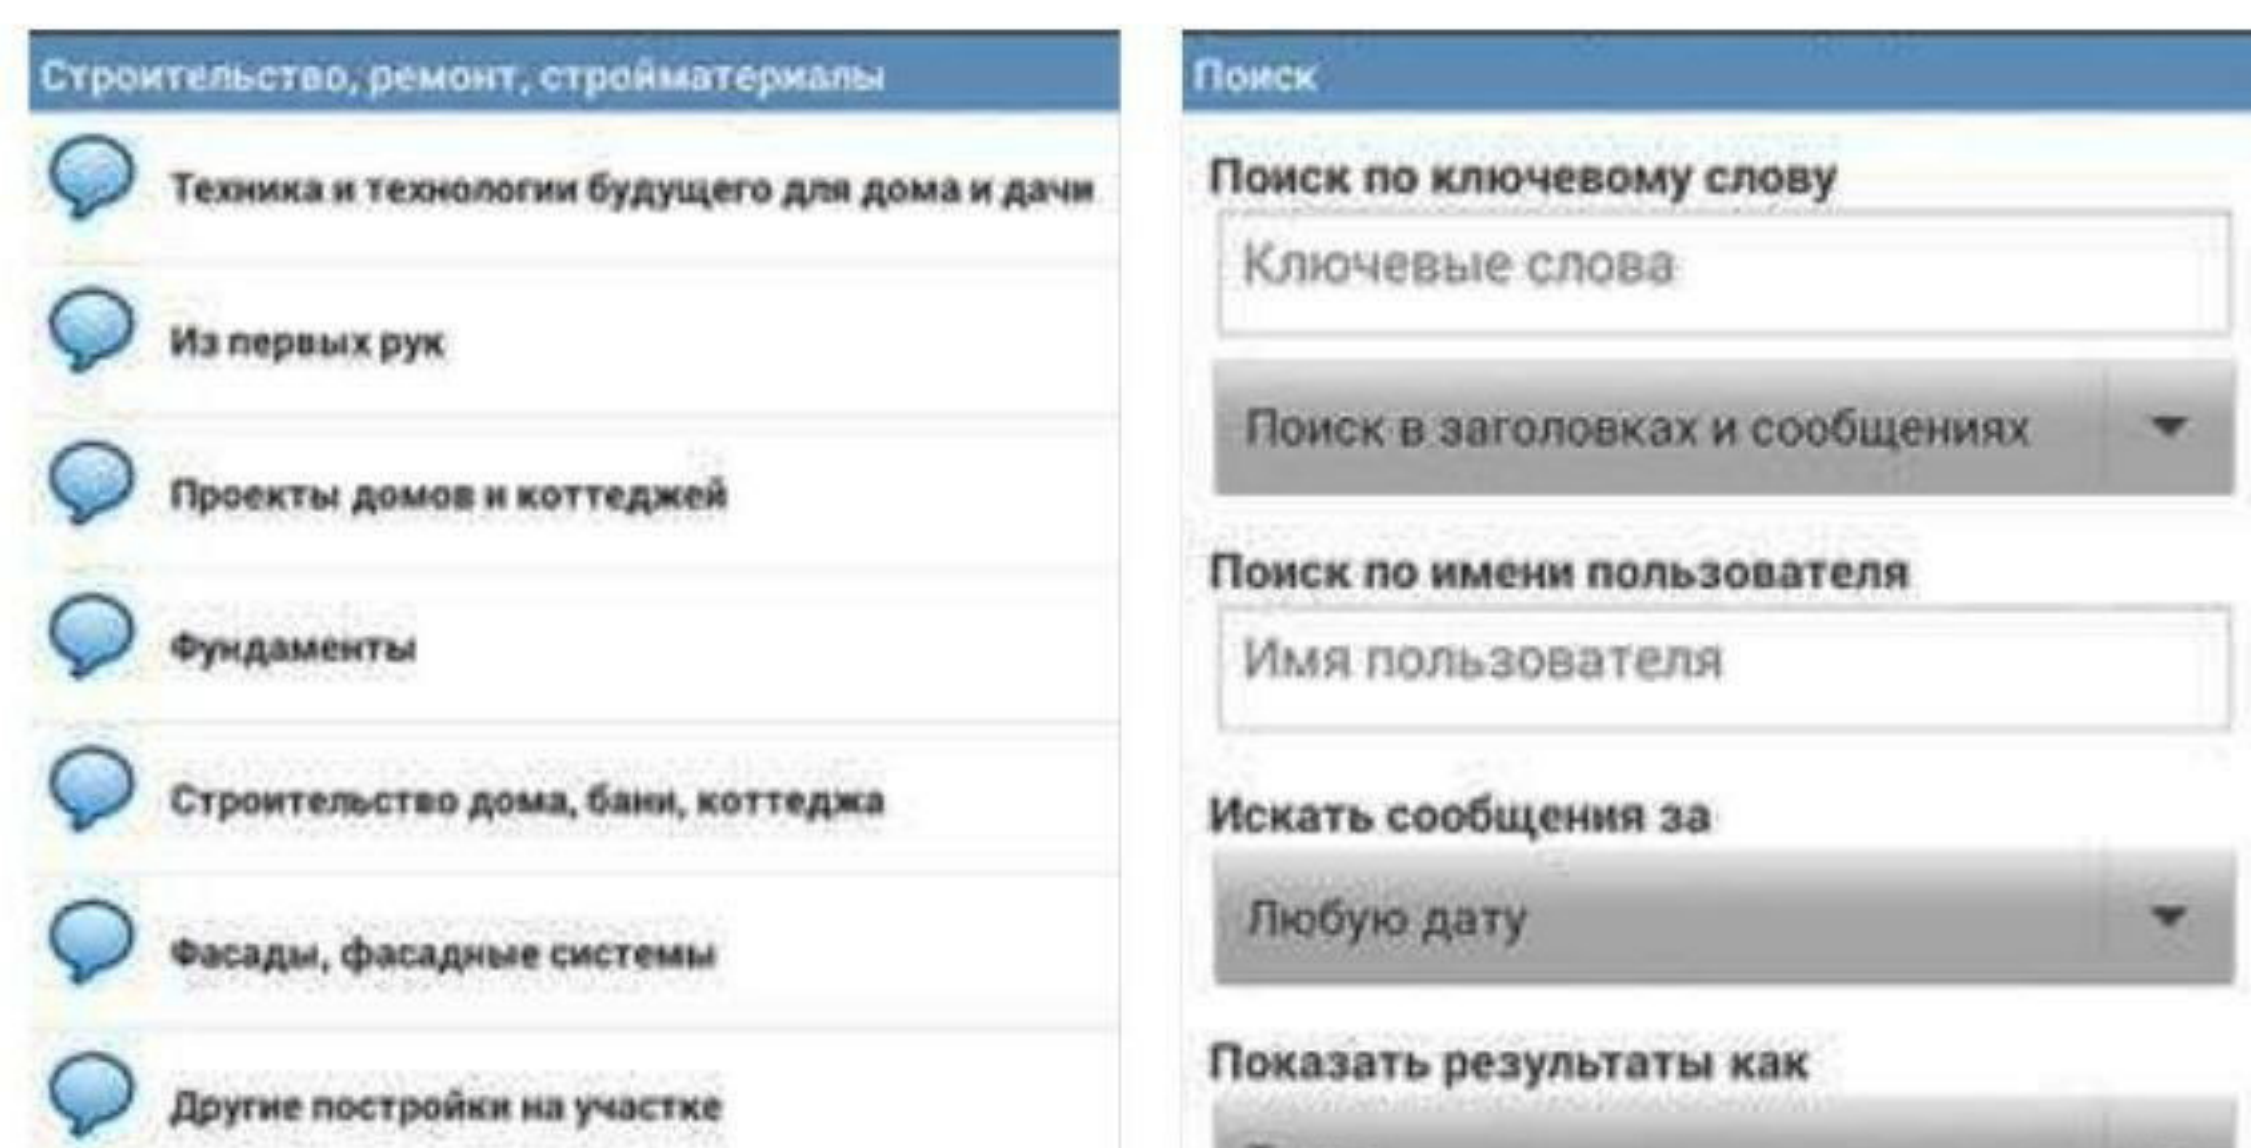 Строительство, ремонт, стройматериалы
Техника и технологии будущего для дома и дачи
Из первых рук
Проекты домов и коттеджей
Фундаменты
Строительство дома, бани, коттеджа
Фасады, фасадные системы
Другие постройки на участке
Поиск
Поиск по ключевому слову
Ключевые слова
Поиск в заголовках и сообщениях
Поиск по имени пользователя
Имя пользователя
Искать сообщения за
Любую дату
Показать результаты как